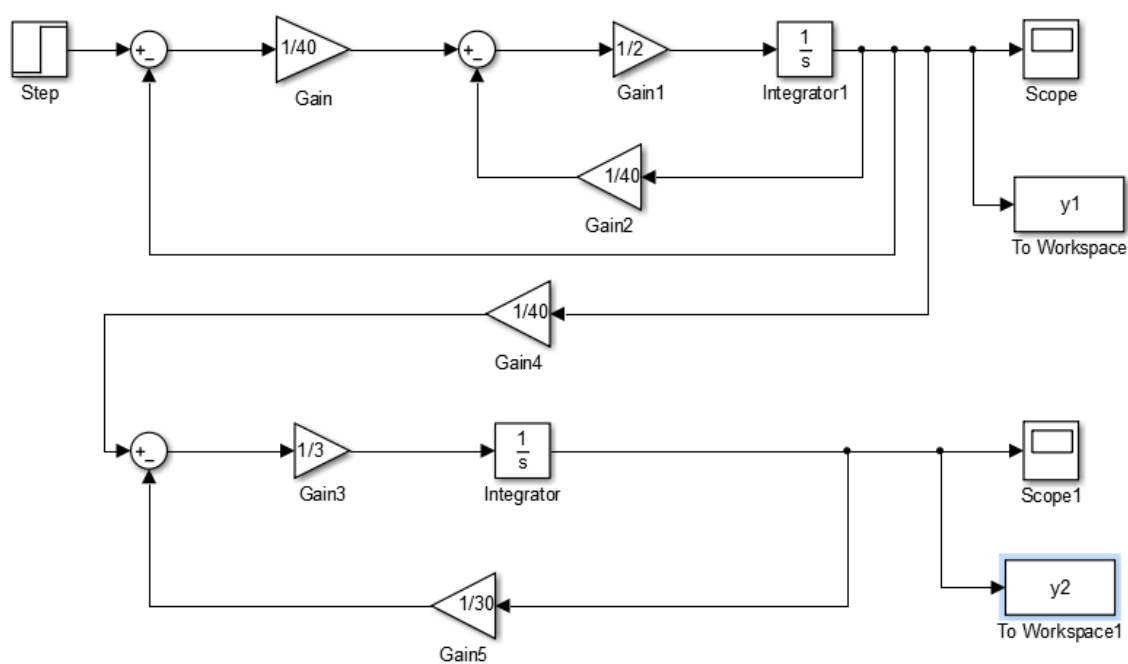 Step
+
−
1/40
Gain
+
−
1/2
Gain1
1
s
Integrator1
Scope
1/40
Gain2
y1
To Workspace
1/40
Gain4
+
−
1/3
Gain3
1
s
Integrator
Scope1
1/30
Gain5
y2
To Workspace1